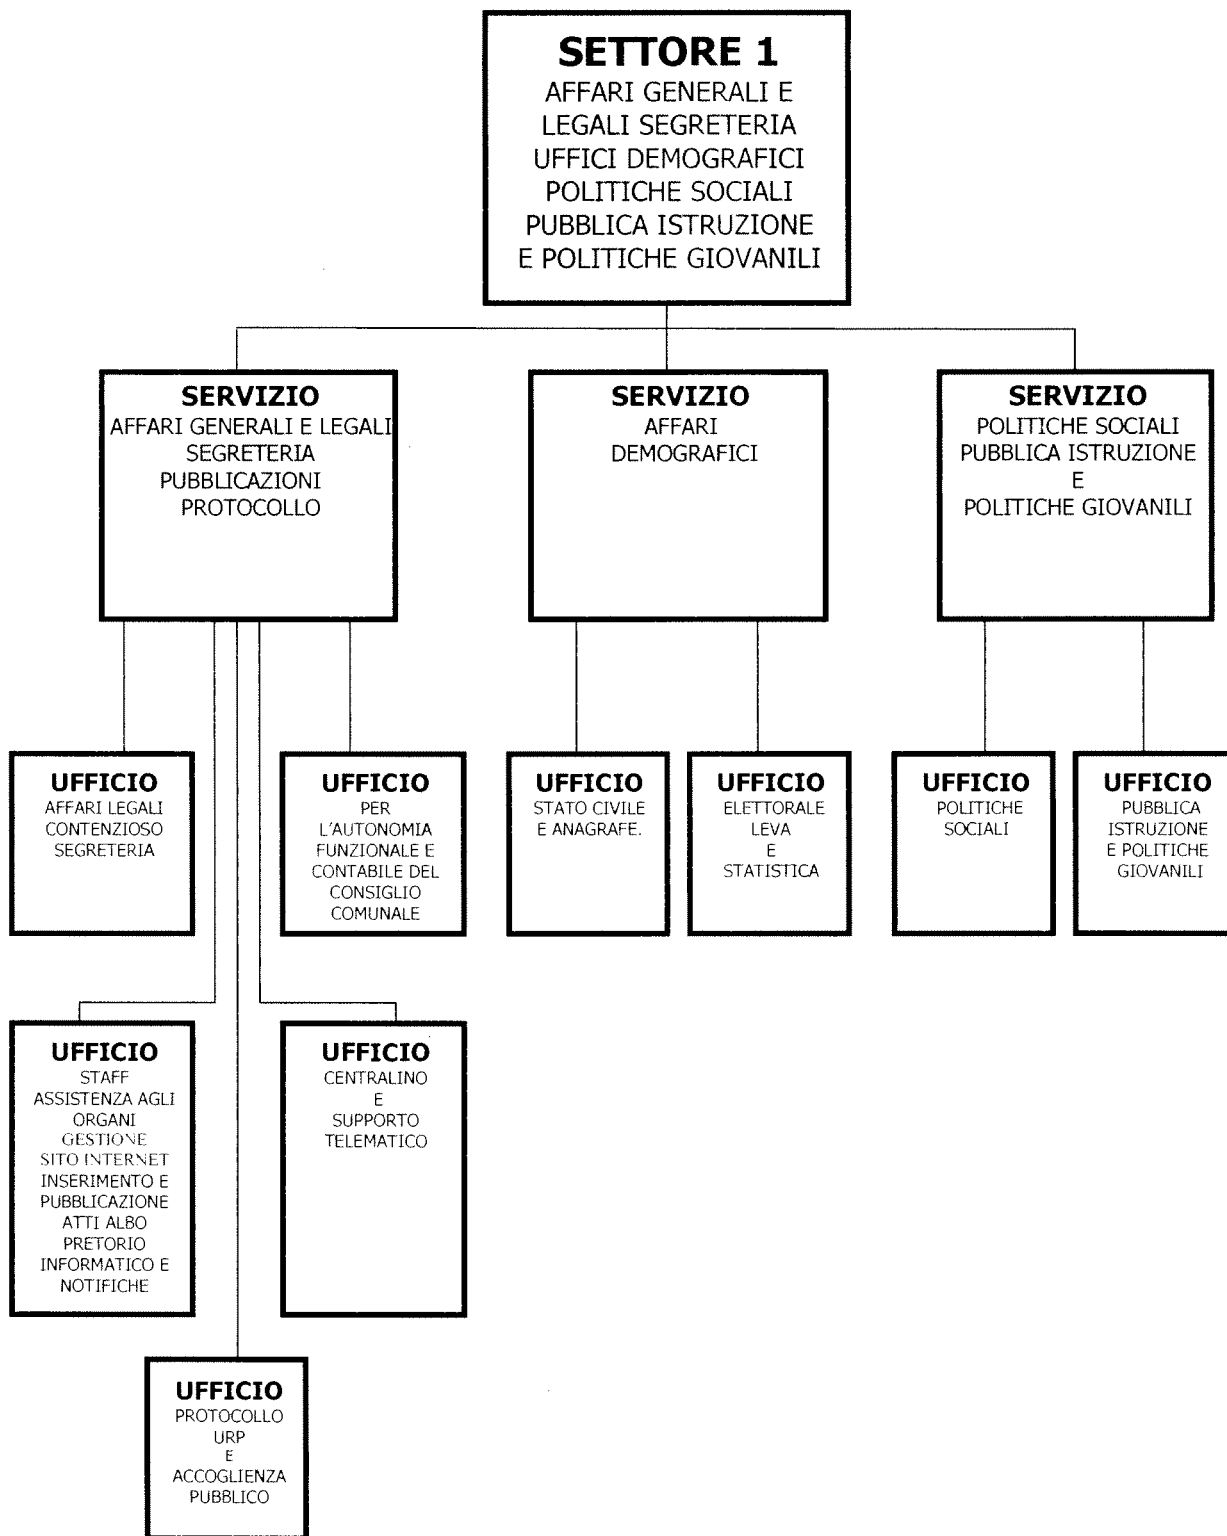 SETTORE 1
AFFARI GENERALI E
LEGALI SEGRETERIA
UFFICI DEMOGRAFICI
POLITICHE SOCIALI
PUBBLICA ISTRUZIONE
E POLITICHE GIOVANILI
SERVIZIO
AFFARI GENERALI E LEGALI
SEGRETERIA
PUBBLICAZIONI
PROTOCOLLO
SERVIZIO
AFFARI
DEMOGRAFICI
SERVIZIO
POLITICHE SOCIALI
PUBBLICA ISTRUZIONE
E
POLITICHE GIOVANILI
UFFICIO
AFFARI LEGALI
CONTENZIOSO
SEGRETERIA
UFFICIO
PER
L'AUTONOMIA
FUNZIONALE E
CONTABILE DEL
CONSIGLIO
COMUNALE
UFFICIO
STATO CIVILE
E ANAGRAFE.
UFFICIO
ELETTORALE
LEVA
E
STATISTICA
UFFICIO
POLITICHE
SOCIALI
UFFICIO
PUBBLICA
ISTRUZIONE
E POLITICHE
GIOVANILI
UFFICIO
STAFF
ASSISTENZA AGLI
ORGANI
GESTIONE
SITO INTERNET
INSERIMENTO E
PUBBLICAZIONE
ATTI ALBO
PRETORIO
INFORMATICO E
NOTIFICHE
UFFICIO
CENTRALINO
E
SUPPORTO
TELEMATICO
UFFICIO
PROTOCOLLO
URP
E
ACCOGLIENZA
PUBBLICO